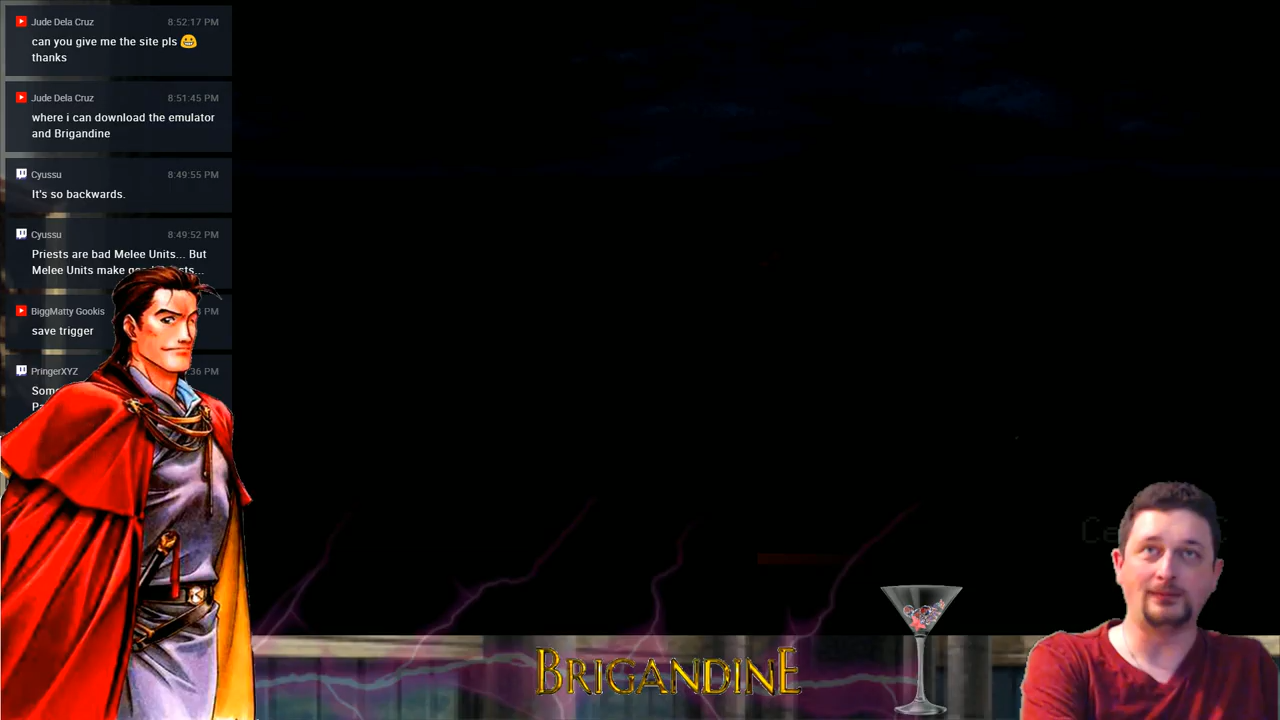 Jude Dela Cruz 8:52:17 PM
can you give me the site pls 😀
thanks
Jude Dela Cruz 8:51:45 PM
where i can download the emulator
and Brigandine
Cyussu 8:49:55 PM
It's so backwards.
Cyussu 8:49:52 PM
Priests are bad Melee Units... But
Melee Units make
BiggMatty Gookis PM
save trigger
PringerXYZ :36 PM
BRIGANDINE